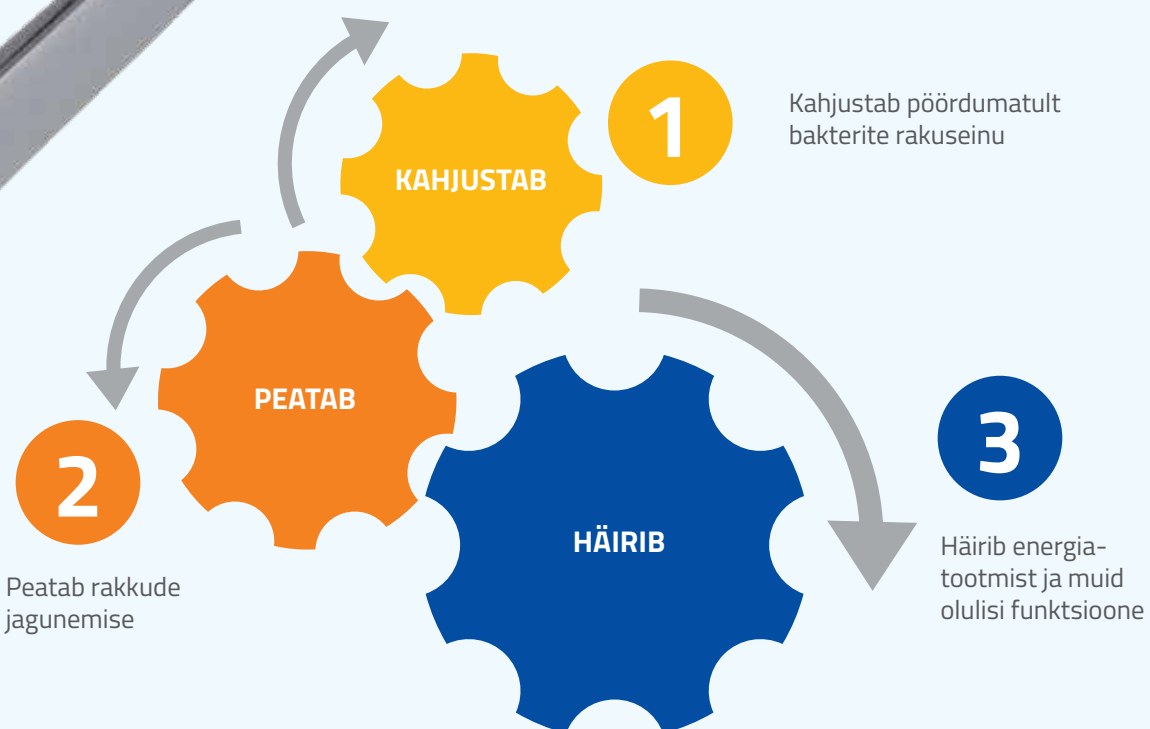 KAHJUSTAB
1
Kahjustab pöördumatult
bakterite rakuseinu
PEATAB
2
Peatab rakkude
jagunemise
HÄIRIB
3
Häirib energia-
tootmist ja muid
olulisi funktsioone